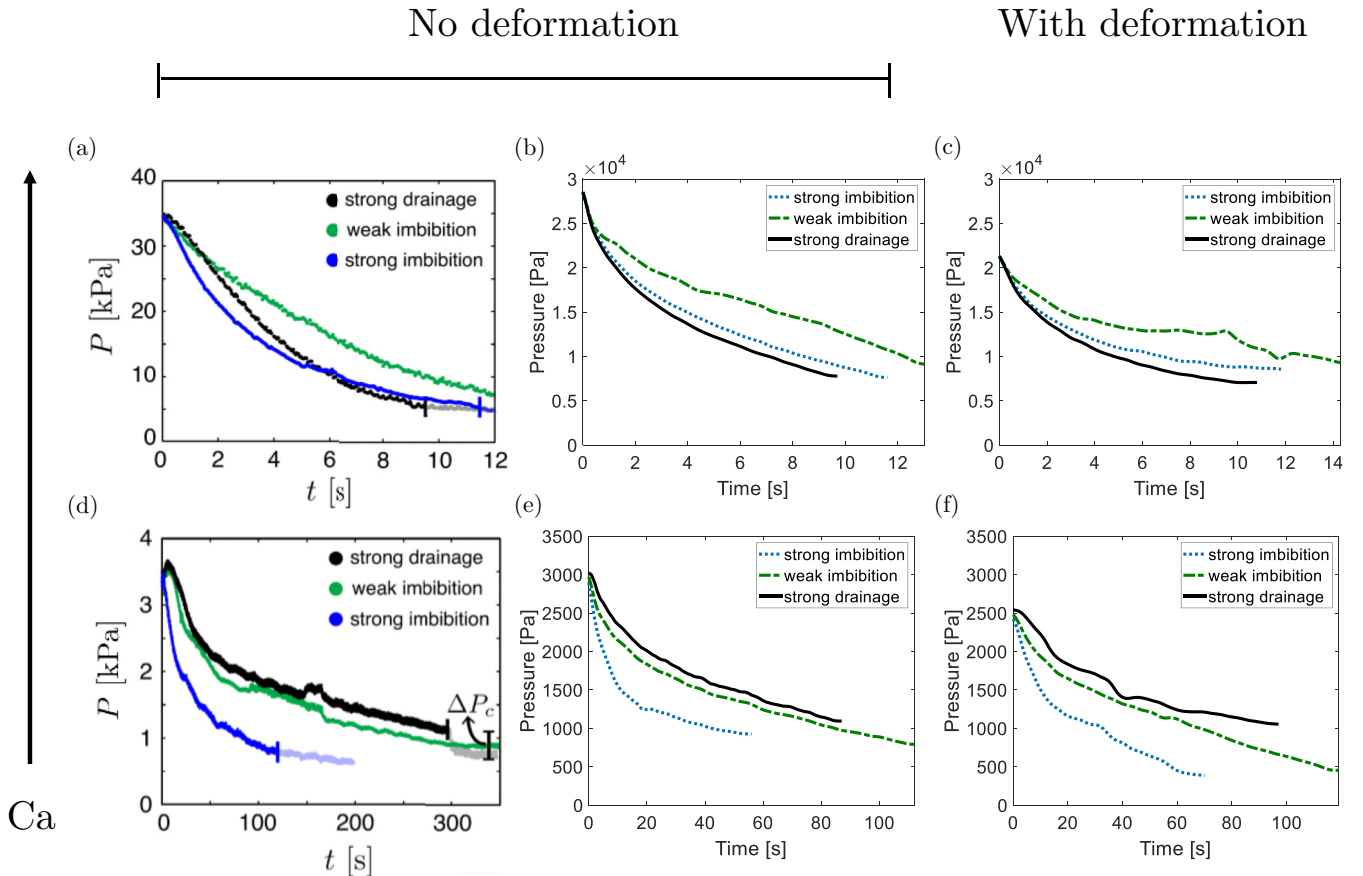 No deformation
With deformation
(a)
40
30
20
10
0
P [kPa]
strong drainage
weak imbibition
strong imbibition
0 2 4 6 8 10 12
t [s]
(b)
×10⁴
3
2.5
2
1.5
1
0.5
0
Pressure [Pa]
strong imbibition
weak imbibition
strong drainage
0 2 4 6 8 10 12
Time [s]
(c)
×10⁴
3
2.5
2
1.5
1
0.5
0
Pressure [Pa]
strong imbibition
weak imbibition
strong drainage
0 2 4 6 8 10 12 14
Time [s]
(d)
4
3
2
1
0
P [kPa]
strong drainage
weak imbibition
strong imbibition
ΔP_c
0 100 200 300
t [s]
(e)
3500
3000
2500
2000
1500
1000
500
0
Pressure [Pa]
strong imbibition
weak imbibition
strong drainage
0 20 40 60 80 100
Time [s]
(f)
3500
3000
2500
2000
1500
1000
500
0
Pressure [Pa]
strong imbibition
weak imbibition
strong drainage
0 20 40 60 80 100
Time [s]
Ca